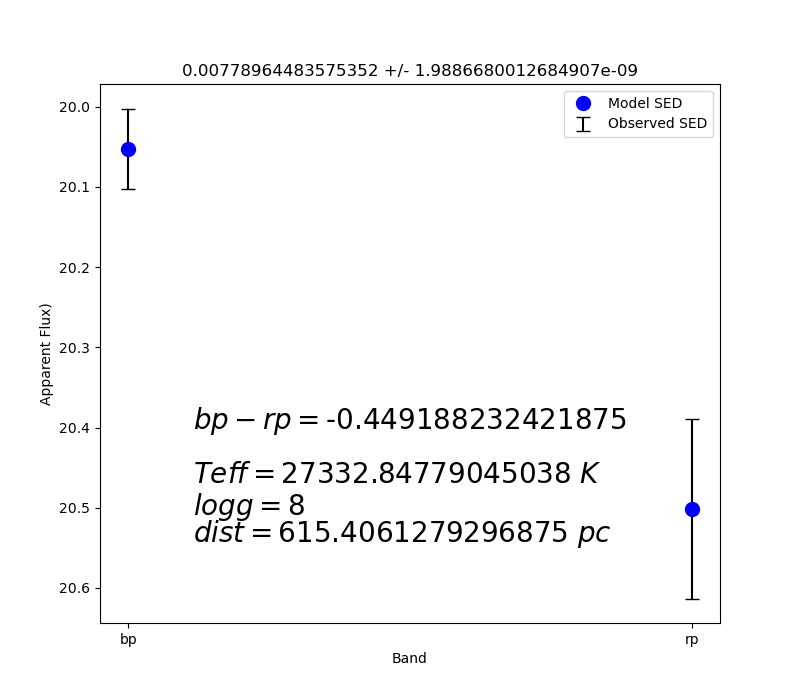 0.007789644835​75352 +/- 1.9886680012684907e-09
Model SED
Observed SED
20.0
20.1
20.2
20.3
20.4
20.5
20.6
Apparent Flux)
bp − rp = -0.449188232421875
Teff = 27332.84779045038 K
logg = 8
dist = 615.4061279296875 pc
bp
rp
Band